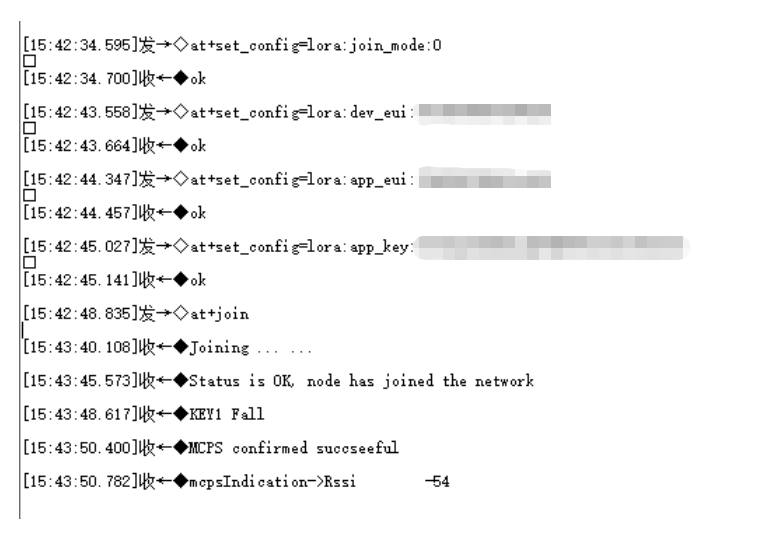 [15:42:34.595]发→◇at+set_config=lora:join_mode:0
□
[15:42:34.700]收←◆ok
[15:42:43.558]发→◇at+set_config=lora:dev_eui:
□
[15:42:43.664]收←◆ok
[15:42:44.347]发→◇at+set_config=lora:app_eui:
□
[15:42:44.457]收←◆ok
[15:42:45.027]发→◇at+set_config=lora:app_key:
□
[15:42:45.141]收←◆ok
[15:42:48.835]发→◇at+join
[15:43:40.108]收←◆Joining ... ...
[15:43:45.573]收←◆Status is OK, node has joined the network
[15:43:48.617]收←◆KEY1 Fall
[15:43:50.400]收←◆MCPS confirmed succseeful
[15:43:50.782]收←◆mcpsIndication->Rssi -54